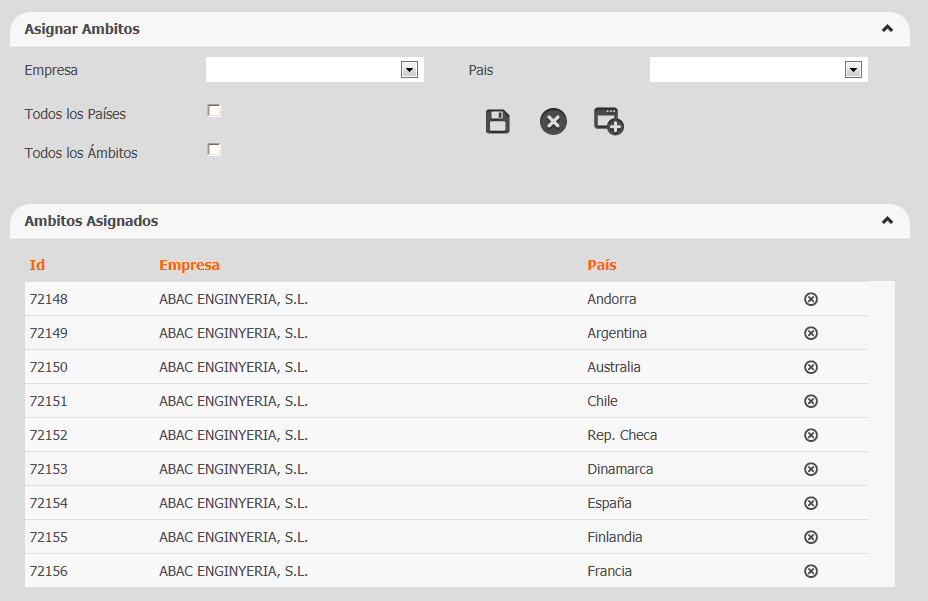 Asignar Ambitos
Empresa
Pais
Todos los Países
Todos los Ámbitos
Ambitos Asignados
Id Empresa País
72148 ABAC ENGINYERIA, S.L. Andorra
72149 ABAC ENGINYERIA, S.L. Argentina
72150 ABAC ENGINYERIA, S.L. Australia
72151 ABAC ENGINYERIA, S.L. Chile
72152 ABAC ENGINYERIA, S.L. Rep. Checa
72153 ABAC ENGINYERIA, S.L. Dinamarca
72154 ABAC ENGINYERIA, S.L. España
72155 ABAC ENGINYERIA, S.L. Finlandia
72156 ABAC ENGINYERIA, S.L. Francia